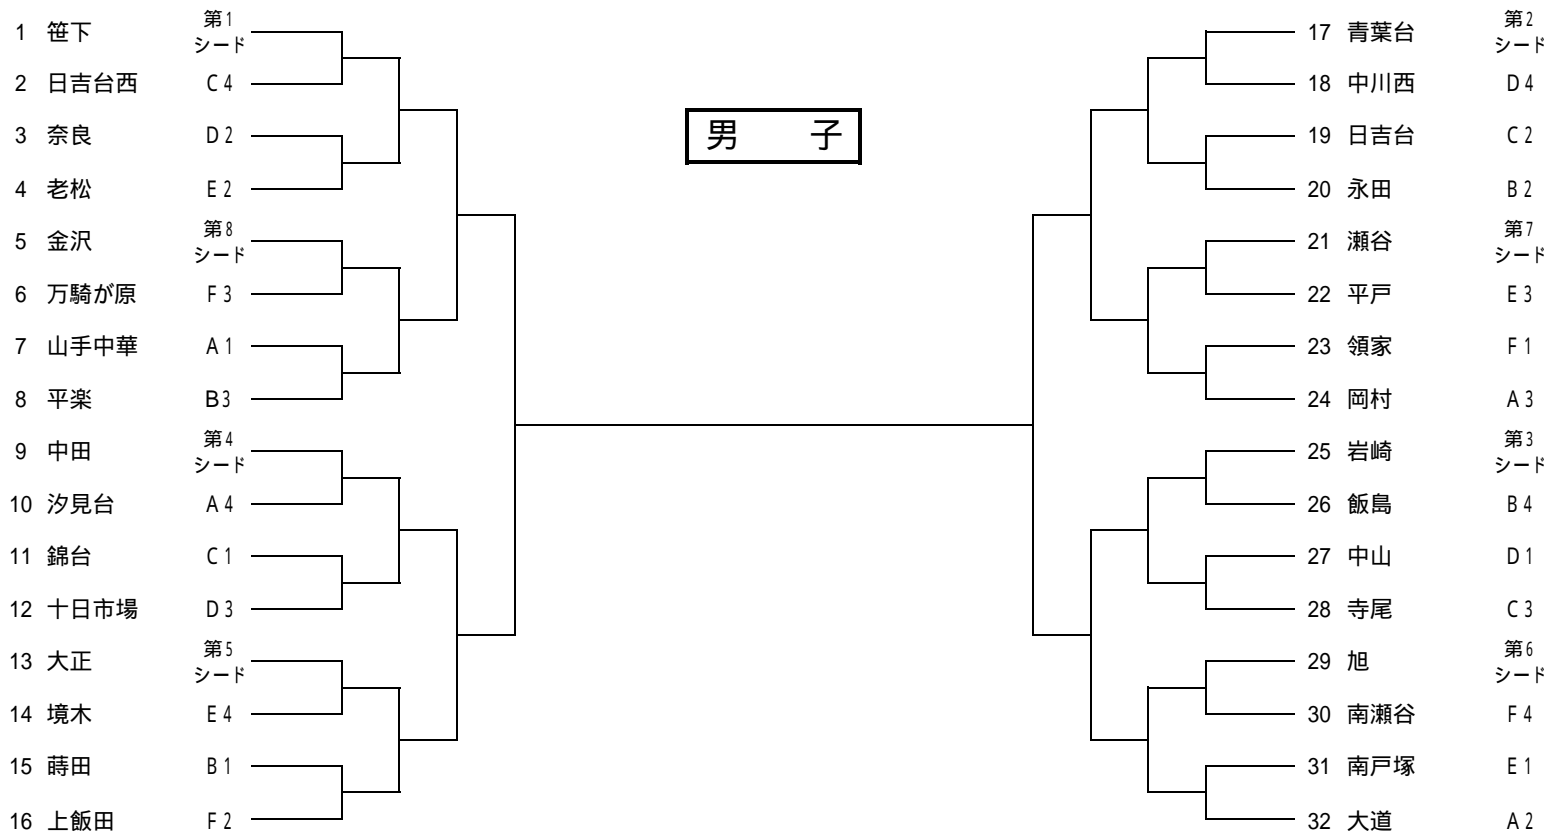 男 子
1 笹下 第1シード
2 日吉台西 C4
3 奈良 D2
4 老松 E2
5 金沢 第8シード
6 万騎が原 F3
7 山手中華 A1
8 平楽 B3
9 中田 第4シード
10 汐見台 A4
11 錦台 C1
12 十日市場 D3
13 大正 第5シード
14 境木 E4
15 蒔田 B1
16 上飯田 F2
17 青葉台 第2シード
18 中川西 D4
19 日吉台 C2
20 永田 B2
21 瀬谷 第7シード
22 平戸 E3
23 領家 F1
24 岡村 A3
25 岩崎 第3シード
26 飯島 B4
27 中山 D1
28 寺尾 C3
29 旭 第6シード
30 南瀬谷 F4
31 南戸塚 E1
32 大道 A2